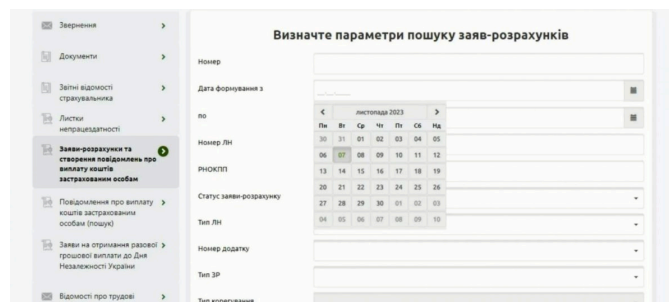 Звернення
Документи
Звітні відомості
страхувальника
Листки
непрацездатності
Заяви-розрахунки та
створення повідомлень про
виплату коштів
застрахованим особам
Повідомлення про виплату
коштів застрахованим
особам (пошук)
Заяви на отримання разової
грошової виплати до Дня
Незалежності України
Відомості про трудові
Визначте параметри пошуку заяв-розрахунків
Номер
Дата формування з
__.__.____
по
листопада 2023
Пн Вт Ср Чт Пт Сб Нд
30 31 01 02 03 04 05
06 07 08 09 10 11 12
13 14 15 16 17 18 19
20 21 22 23 24 25 26
27 28 29 30 01 02 03
04 05 06 07 08 09 10
Номер ЛН
РНОКПП
Статус заяви-розрахунку
Тип ЛН
Номер додатку
Тип ЗР
Тип корегування